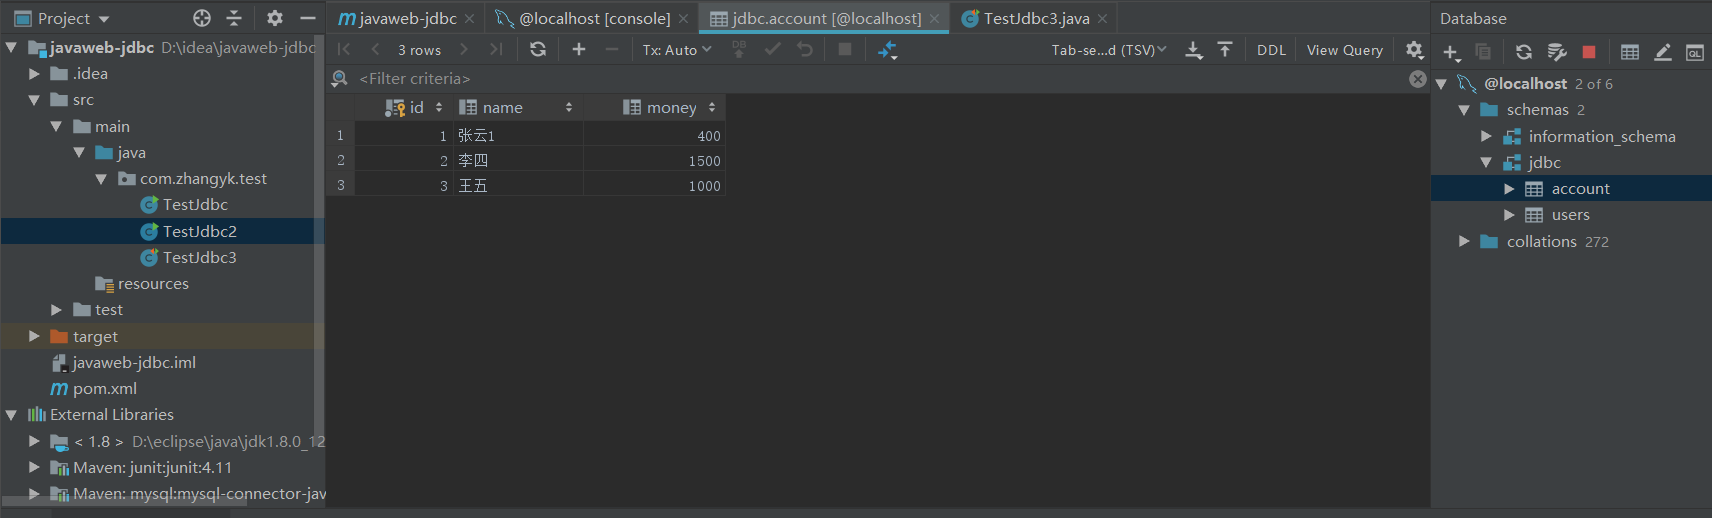 Project
javaweb-jdbc D:\idea\javaweb-jdbc
.idea
src
main
java
com.zhangyk.test
TestJdbc
TestJdbc2
TestJdbc3
resources
test
target
javaweb-jdbc.iml
pom.xml
External Libraries
< 1.8 > D:\eclipse\java\jdk1.8.0_12
Maven: junit:junit:4.11
Maven: mysql:mysql-connector-jav
javaweb-jdbc
@localhost [console]
jdbc.account [@localhost]
TestJdbc3.java
3 rows
Tx: Auto
DB
Tab-se...d (TSV)
DDL
View Query
<Filter criteria>
id name money
1 1 张云1 400
2 2 李四 1500
3 3 王五 1000
Database
QL
@localhost 2 of 6
schemas 2
information_schema
jdbc
account
users
collations 272